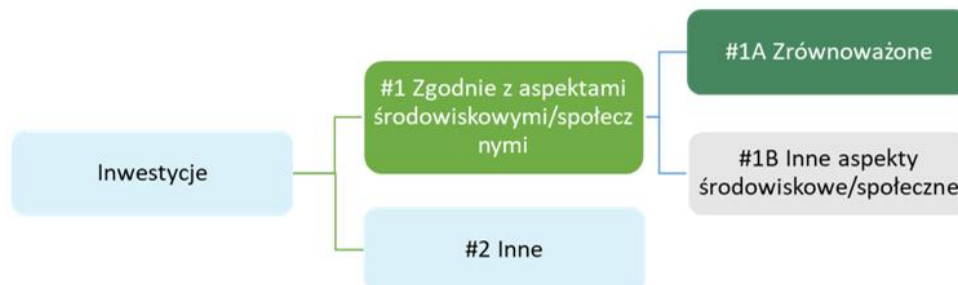 Inwestycje
#1 Zgodnie z aspektami
środowiskowymi/społecz
nymi
#2 Inne
#1A Zrównoważone
#1B Inne aspekty
środowiskowe/społeczne